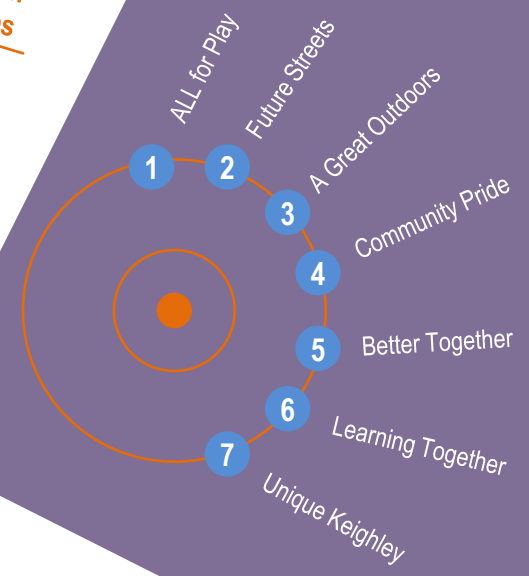 1 ALL for Play
2 Future Streets
3 A Great Outdoors
4 Community Pride
5 Better Together
6 Learning Together
7 Unique Keighley